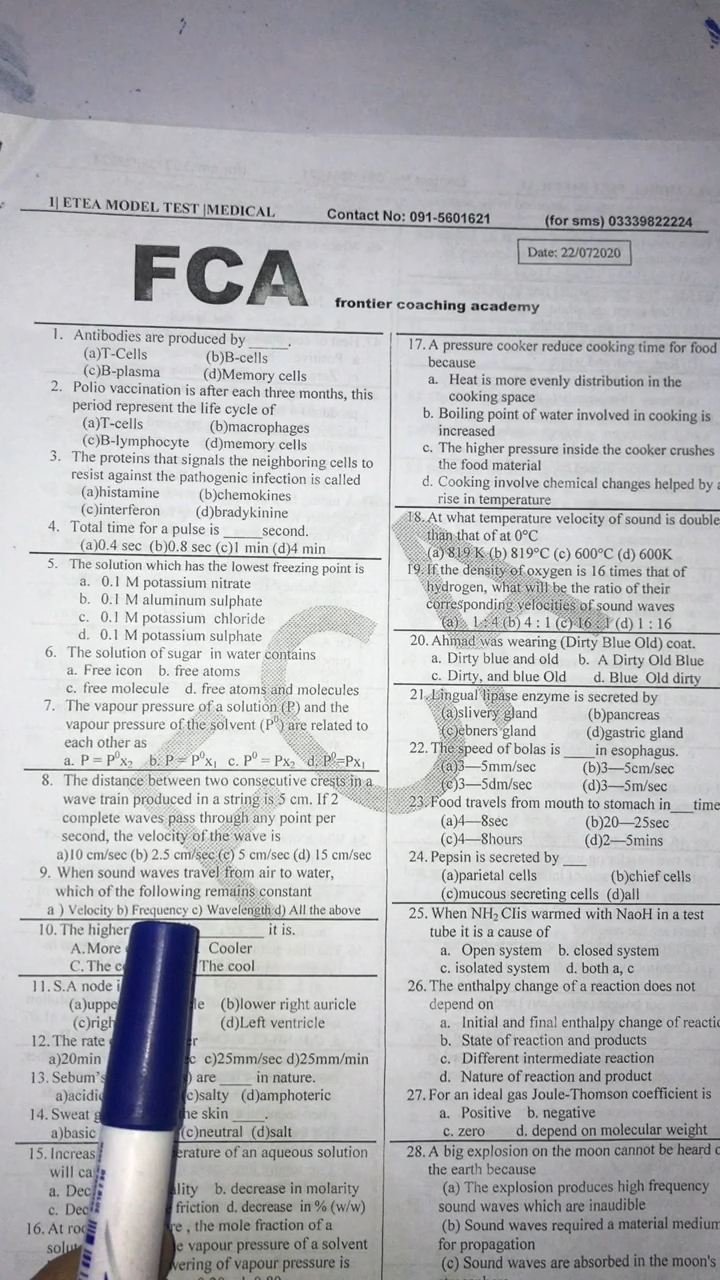 1| ETEA MODEL TEST |MEDICAL
Contact No: 091-5601621
(for sms) 03339822224
Date: 22/072020
FCA
frontier coaching academy
1. Antibodies are produced by ______.
(a)T-Cells (b)B-cells
(c)B-plasma (d)Memory cells
2. Polio vaccination is after each three months, this
period represent the life cycle of
(a)T-cells (b)macrophages
(c)B-lymphocyte (d)memory cells
3. The proteins that signals the neighboring cells to
resist against the pathogenic infection is called
(a)histamine (b)chemokines
(c)interferon (d)bradykinine
4. Total time for a pulse is _____ second.
(a)0.4 sec (b)0.8 sec (c)1 min (d)4 min
5. The solution which has the lowest freezing point is
a. 0.1 M potassium nitrate
b. 0.1 M aluminum sulphate
c. 0.1 M potassium chloride
d. 0.1 M potassium sulphate
6. The solution of sugar in water contains
a. Free icon b. free atoms
c. free molecule d. free atoms and molecules
7. The vapour pressure of a solution (P) and the
vapour pressure of the solvent (P⁰) are related to
each other as
a. P = P⁰x₂ b. P = P⁰x₁ c. P⁰ = Px₂ d. P⁰=Px₁
8. The distance between two consecutive crests in a
wave train produced in a string is 5 cm. If 2
complete waves pass through any point per
second, the velocity of the wave is
a)10 cm/sec (b) 2.5 cm/sec (c) 5 cm/sec (d) 15 cm/sec
9. When sound waves travel from air to water,
which of the following remains constant
a ) Velocity b) Frequency c) Wavelength d) All the above
10. The higher ______ it is.
A. More Cooler
C. The The cool
11. S.A node
(b)lower right auricle
(d)Left ventricle
12. The rate
a)20min c)25mm/sec d)25mm/min
13. Sebum's are ____ in nature.
(c)salty (d)amphoteric
14. Sweat skin ____.
a)basic (c)neutral (d)salt
15. of an aqueous solution
will
a. b. decrease in molarity
c. friction d. decrease in % (w/w)
16. At , the mole fraction of a
vapour pressure of a solvent
of vapour pressure is
17. A pressure cooker reduce cooking time for food
because
a. Heat is more evenly distribution in the
cooking space
b. Boiling point of water involved in cooking is
increased
c. The higher pressure inside the cooker crushes
the food material
d. Cooking involve chemical changes helped by
rise in temperature
18. At what temperature velocity of sound is double
than that of at 0°C
(a) 819 K (b) 819°C (c) 600°C (d) 600K
19. If the density of oxygen is 16 times that of
hydrogen, what will be the ratio of their
corresponding velocities of sound waves
(a) 1 : 4 (b) 4 : 1 (c) 16 : 1 (d) 1 : 16
20. Ahmad was wearing (Dirty Blue Old) coat.
a. Dirty blue and old b. A Dirty Old Blue
c. Dirty, and blue Old d. Blue Old dirty
21. Lingual lipase enzyme is secreted by
(a)slivery gland (b)pancreas
(c)ebners gland (d)gastric gland
22. The speed of bolas is ____ in esophagus.
(a)3—5mm/sec (b)3—5cm/sec
(c)3—5dm/sec (d)3—5m/sec
23. Food travels from mouth to stomach in___time
(a)4—8sec (b)20—25sec
(c)4—8hours (d)2—5mins
24. Pepsin is secreted by ___
(a)parietal cells (b)chief cells
(c)mucous secreting cells (d)all
25. When NH₂ CIis warmed with NaOH in a test
tube it is a cause of
a. Open system b. closed system
c. isolated system d. both a, c
26. The enthalpy change of a reaction does not
depend on
a. Initial and final enthalpy change of
b. State of reaction and products
c. Different intermediate reaction
d. Nature of reaction and product
27. For an ideal gas Joule-Thomson coefficient is
a. Positive b. negative
c. zero d. depend on molecular weight
28. A big explosion on the moon cannot be heard
the earth because
(a) The explosion produces high frequency
sound waves which are inaudible
(b) Sound waves required a material medium
for propagation
(c) Sound waves are absorbed in the moon's